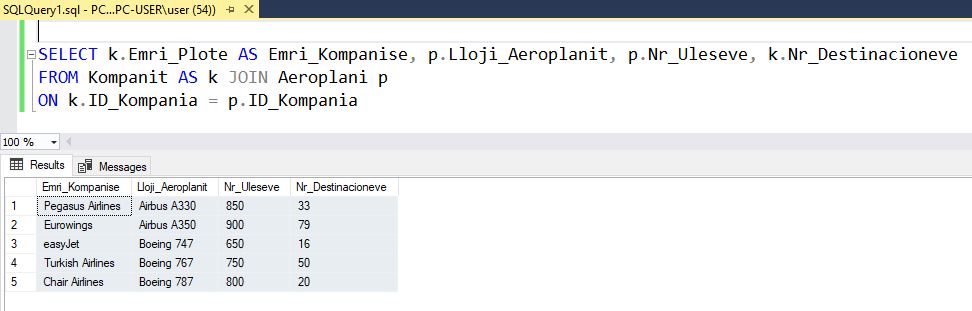 SQLQuery1.sql - PC...PC-USER\user (54))
SELECT k.Emri_Plote AS Emri_Kompanise, p.Lloji_Aeroplanit, p.Nr_Uleseve, k.Nr_Destinacioneve
FROM Kompanit AS k JOIN Aeroplani p
ON k.ID_Kompania = p.ID_Kompania
100 %
Results Messages
Emri_Kompanise Lloji_Aeroplanit Nr_Uleseve Nr_Destinacioneve
1 Pegasus Airlines Airbus A330 850 33
2 Eurowings Airbus A350 900 79
3 easyJet Boeing 747 650 16
4 Turkish Airlines Boeing 767 750 50
5 Chair Airlines Boeing 787 800 20